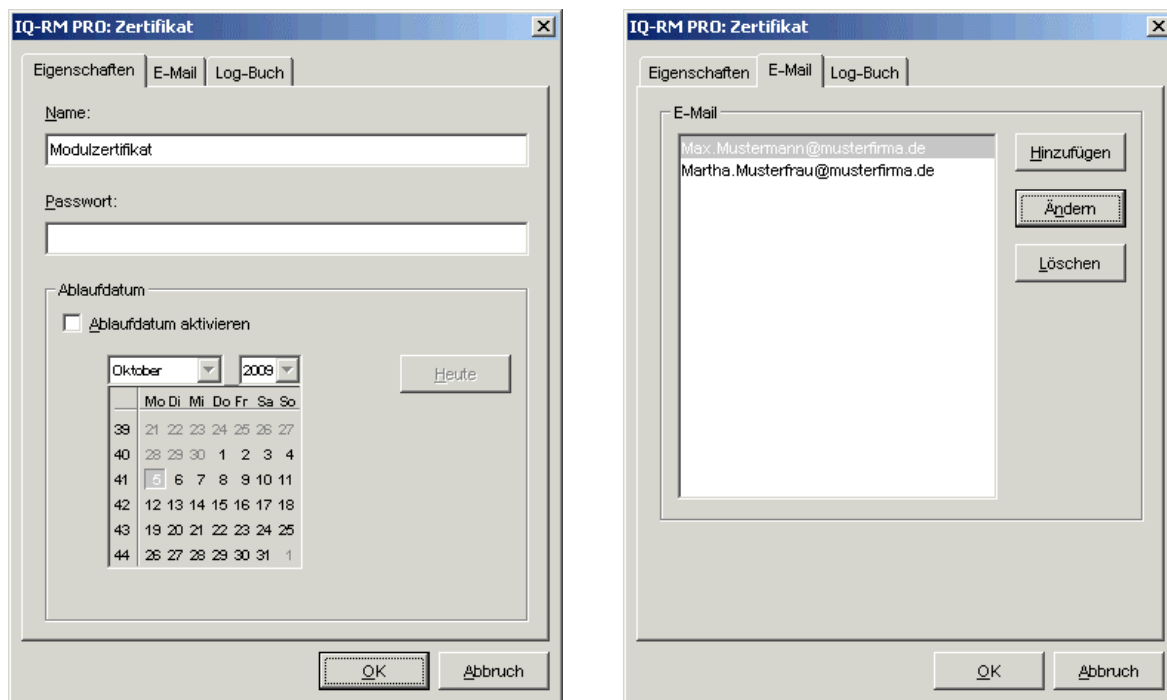 IQ-RM PRO: Zertifikat
Eigenschaften E-Mail Log-Buch
Name:
Modulzertifikat
Passwort:
Ablaufdatum
Ablaufdatum aktivieren
Oktober 2009
Heute
Mo Di Mi Do Fr Sa So
39 21 22 23 24 25 26 27
40 28 29 30 1 2 3 4
41 5 6 7 8 9 10 11
42 12 13 14 15 16 17 18
43 19 20 21 22 23 24 25
44 26 27 28 29 30 31 1
OK Abbruch
IQ-RM PRO: Zertifikat
Eigenschaften E-Mail Log-Buch
E-Mail
Max.Mustermann@musterfirma.de
Martha.Musterfrau@musterfirma.de
Hinzufügen
Ändern
Löschen
OK Abbruch